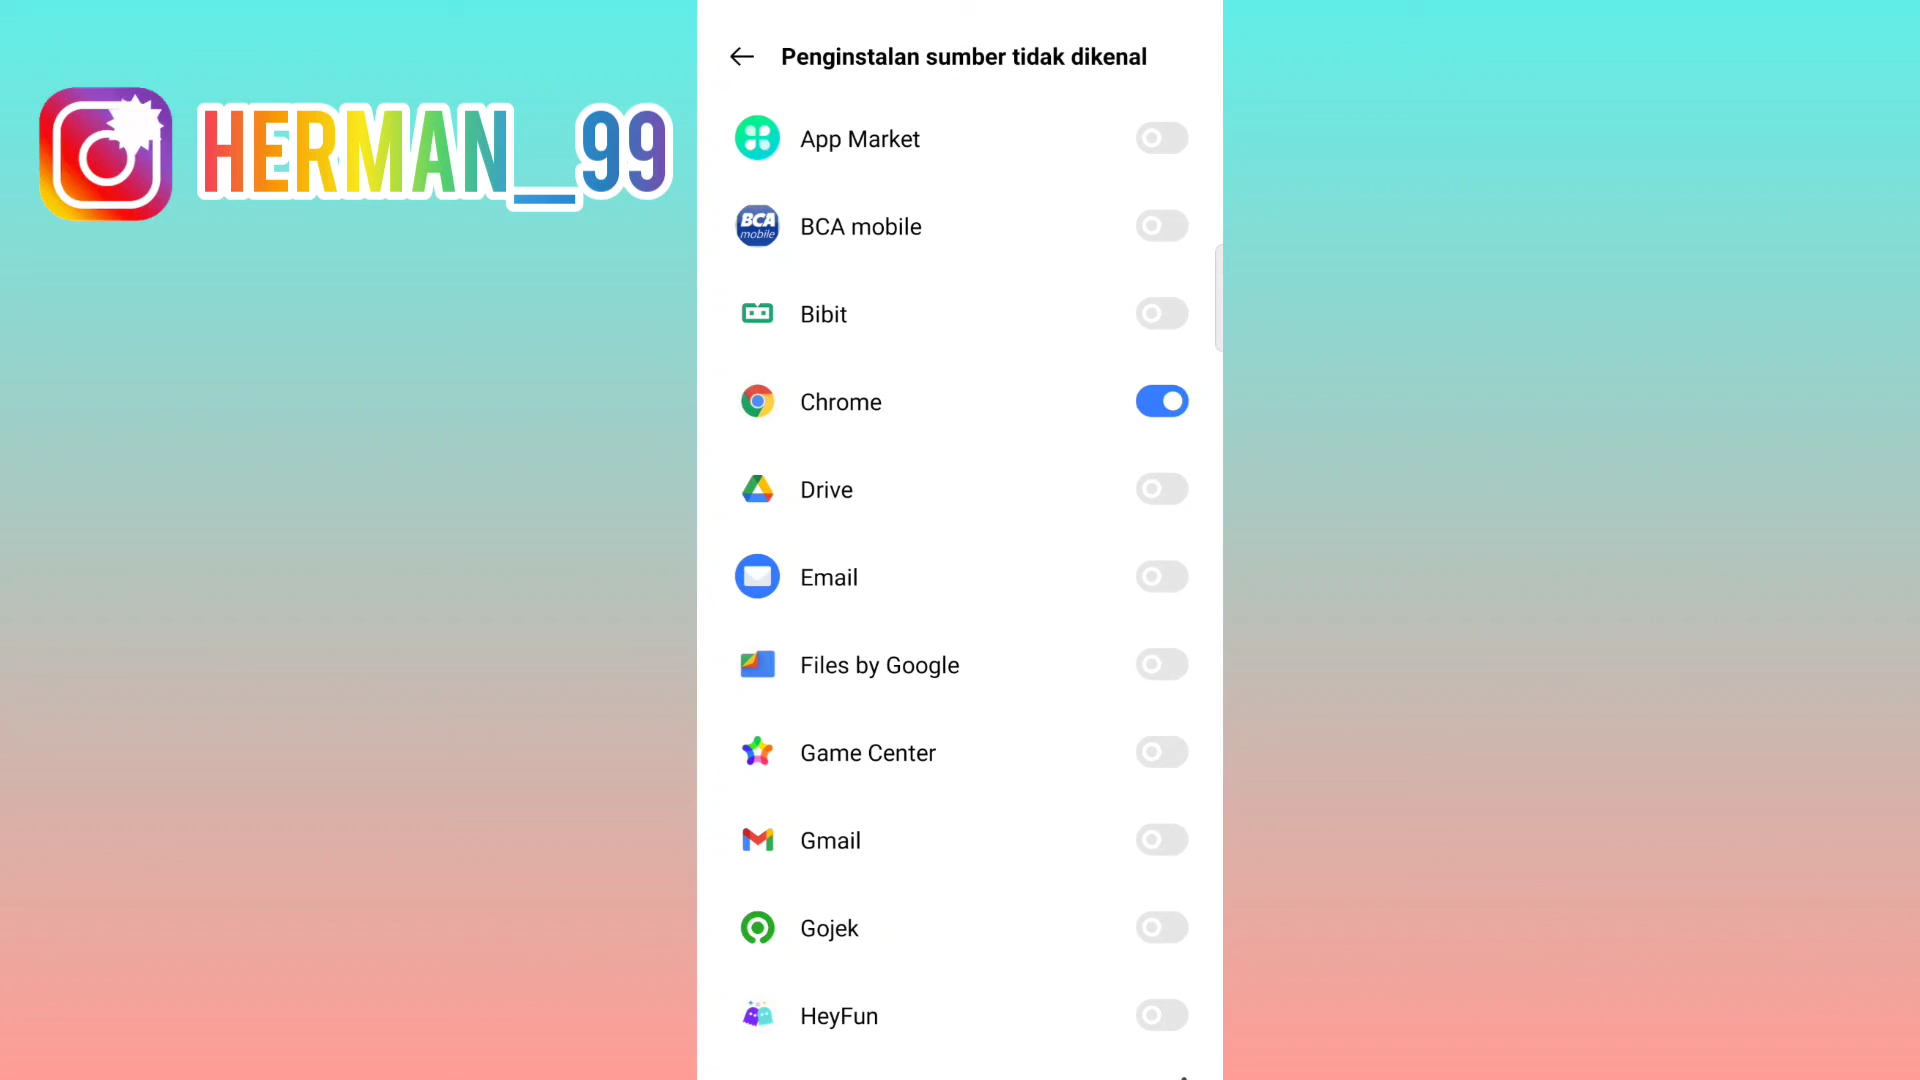 HERMAN__99
Penginstalan sumber tidak dikenal
App Market
BCA mobile
BCA mobile
Bibit
Chrome
Drive
Email
Files by Google
Game Center
Gmail
Gojek
HeyFun